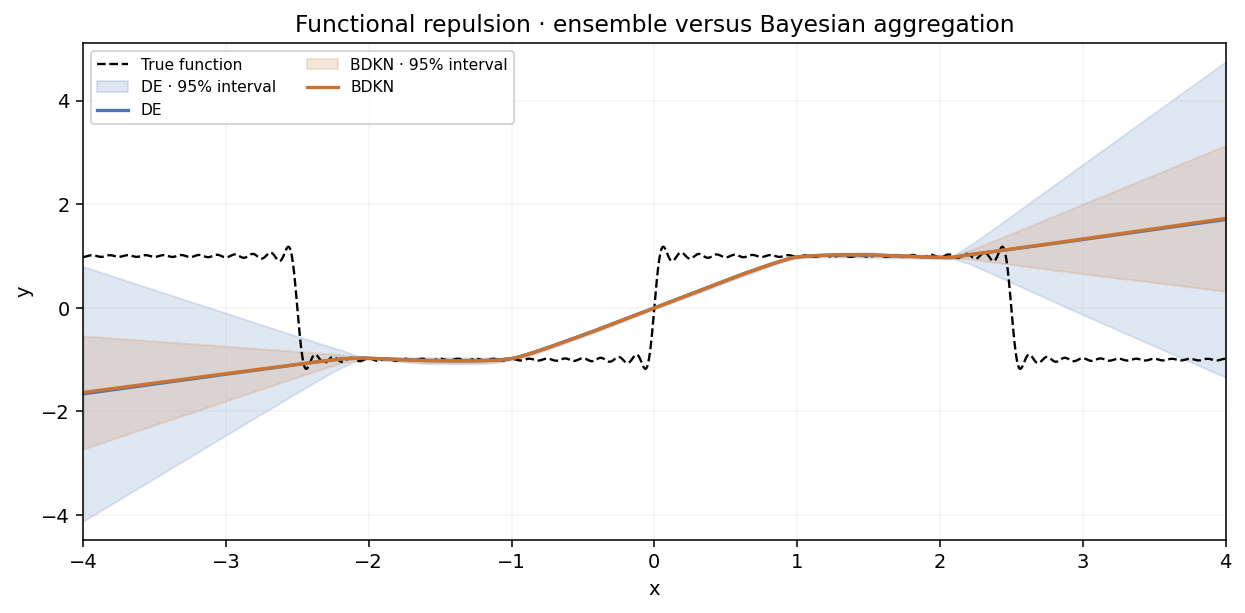 Functional repulsion · ensemble versus Bayesian aggregation
True function
DE · 95% interval
DE
BDKN · 95% interval
BDKN
4
2
0
−2
−4
y
−4 −3 −2 −1 0 1 2 3 4
x